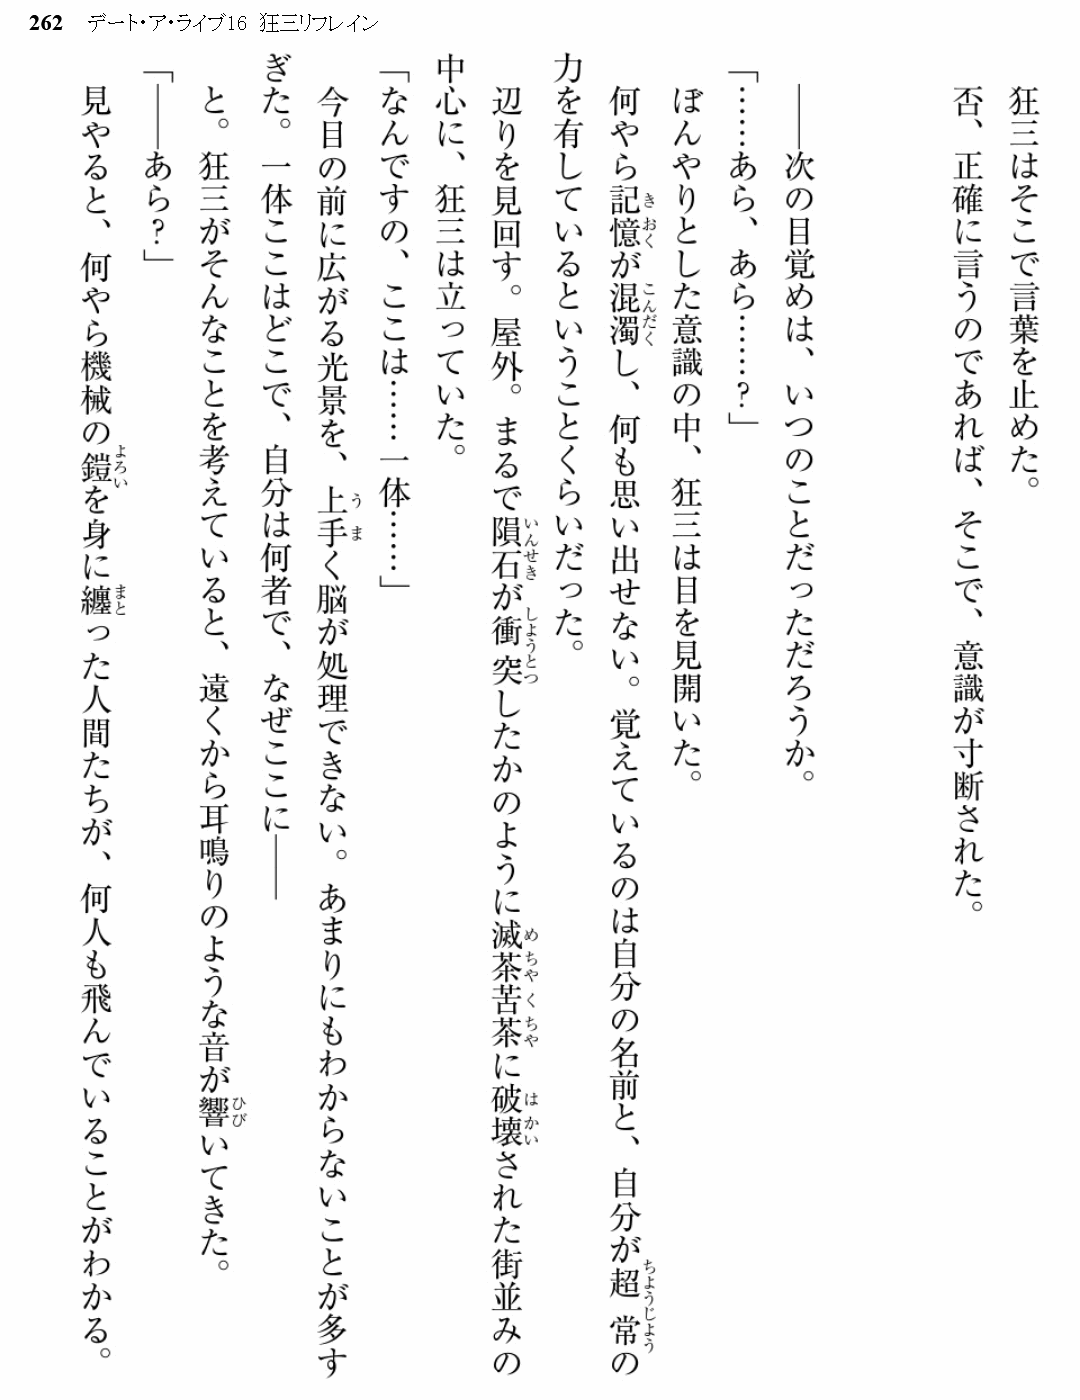 262 デート・ア・ライブ16 狂三リフレイン
狂三はそこで言葉を止めた。
否、正確に言うのであれば、そこで、意識が寸断された。
――次の目覚めは、いつのことだっただろうか。
「……あら、あら……？」
ぼんやりとした意識の中、狂三は目を見開いた。
何やら記憶が混濁し、何も思い出せない。覚えているのは自分の名前と、自分が超常の
力を有しているということくらいだった。
辺りを見回す。屋外。まるで隕石が衝突したかのように滅茶苦茶に破壊された街並みの
中心に、狂三は立っていた。
「なんですの、ここは……一体……」
今目の前に広がる光景を、上手く脳が処理できない。あまりにもわからないことが多す
ぎた。一体ここはどこで、自分は何者で、なぜここに――
と。狂三がそんなことを考えていると、遠くから耳鳴りのような音が響いてきた。
「――あら？」
見やると、何やら機械の鎧を身に纏った人間たちが、何人も飛んでいることがわかる。